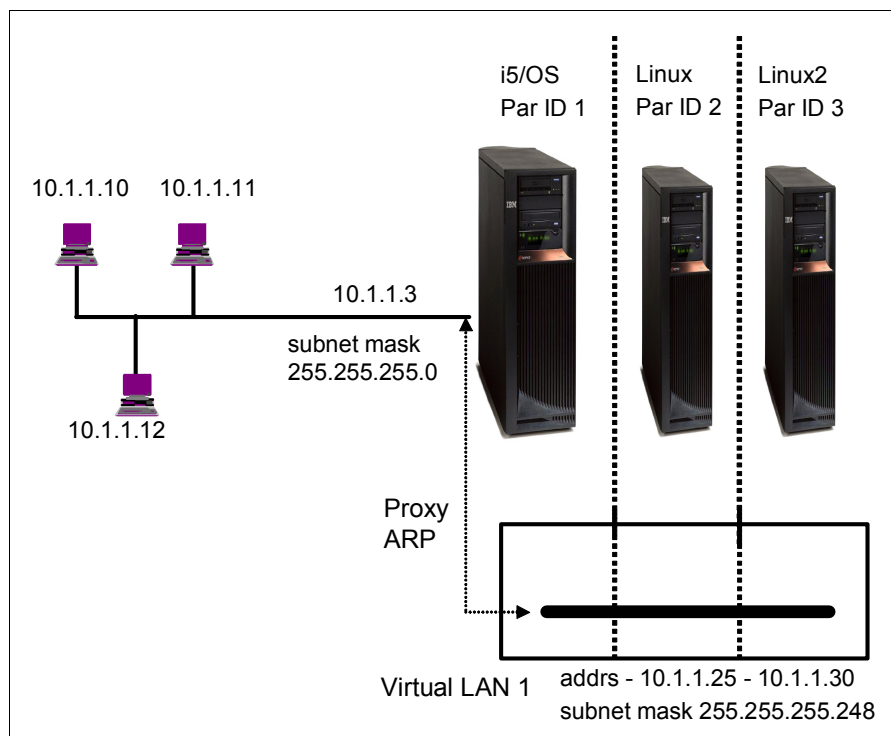 i5/OS
Par ID 1
Linux
Par ID 2
Linux2
Par ID 3
10.1.1.10
10.1.1.11
10.1.1.3
subnet mask
255.255.255.0
10.1.1.12
IBM
Proxy
ARP
Virtual LAN 1
addrs - 10.1.1.25 - 10.1.1.30
subnet mask 255.255.255.248